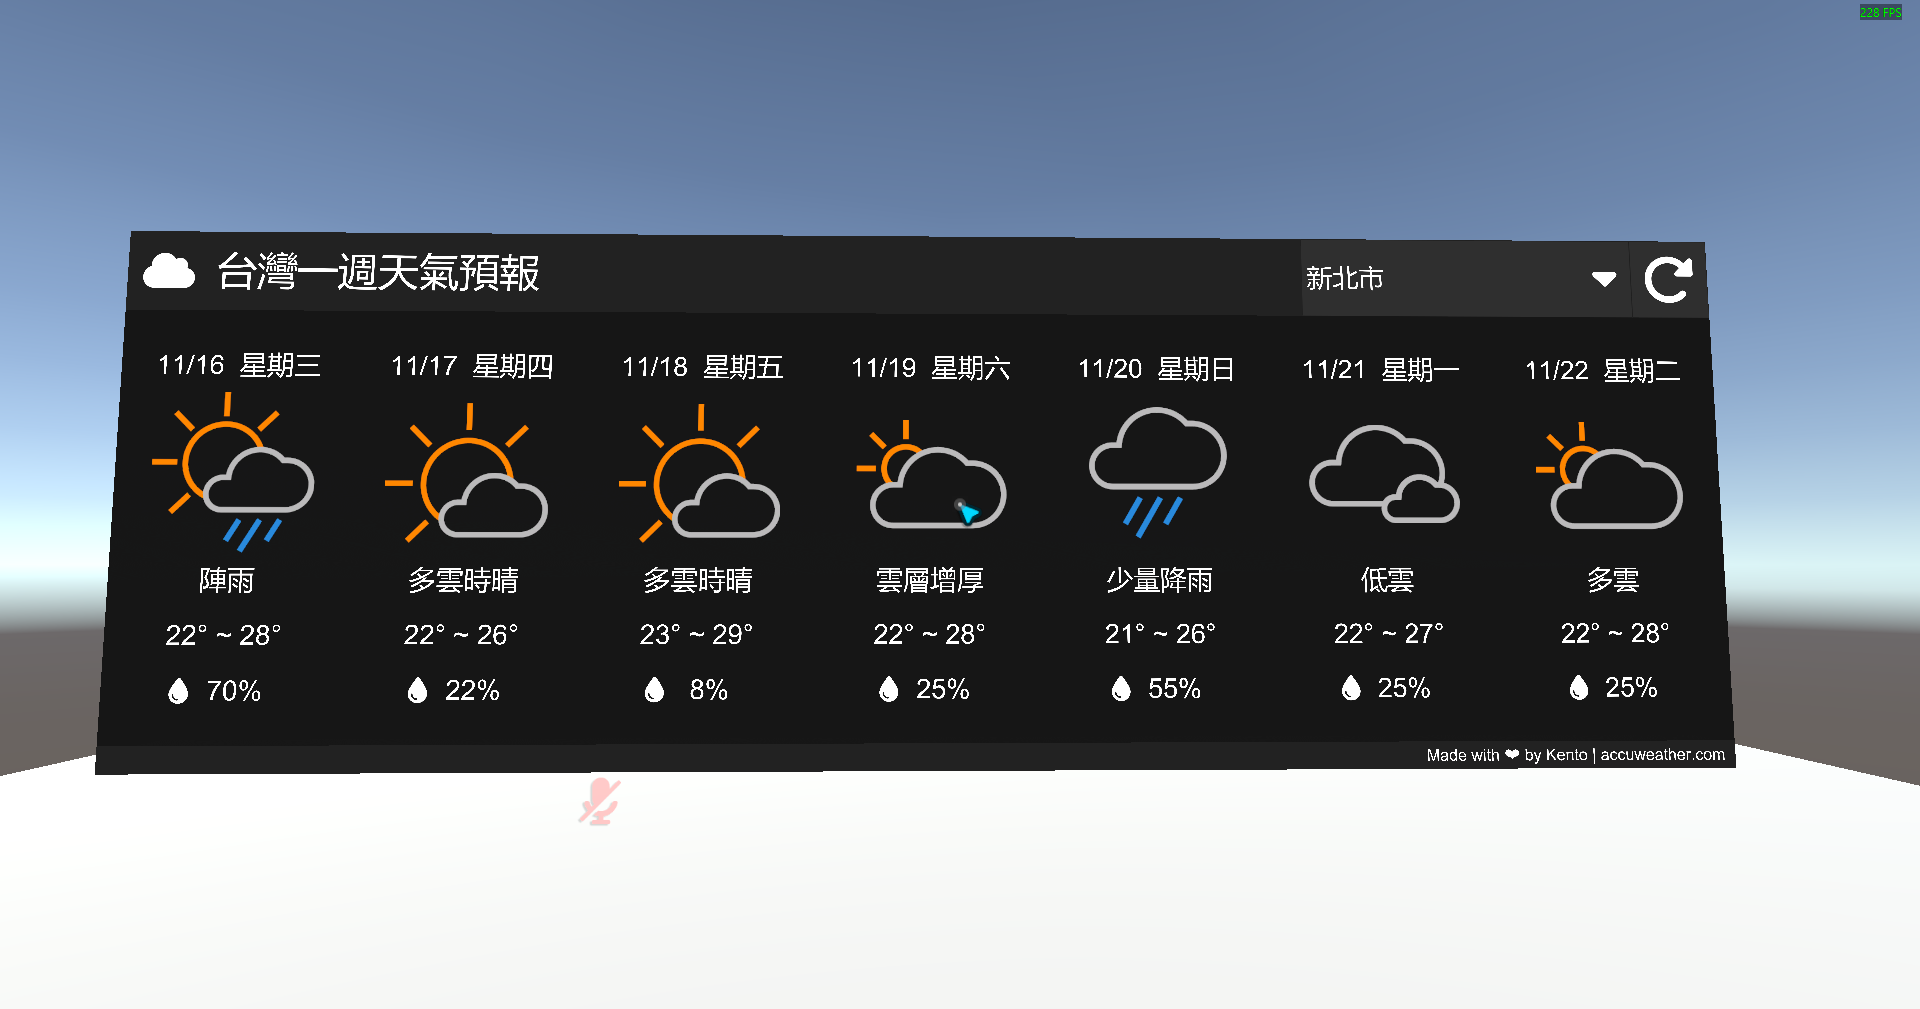 228 FPS
台灣一週天氣預報
新北市
11/16 星期三
陣雨
22° ~ 28°
70%
11/17 星期四
多雲時晴
22° ~ 26°
22%
11/18 星期五
多雲時晴
23° ~ 29°
8%
11/19 星期六
雲層增厚
22° ~ 28°
25%
11/20 星期日
少量降雨
21° ~ 26°
55%
11/21 星期一
低雲
22° ~ 27°
25%
11/22 星期二
多雲
22° ~ 28°
25%
Made with ❤ by Kento | accuweather.com